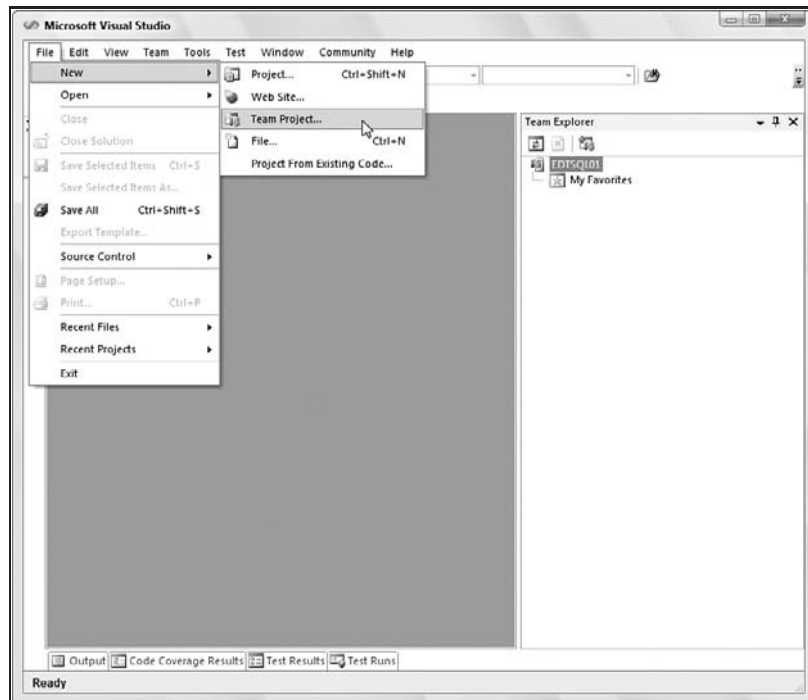 Microsoft Visual Studio
File Edit View Team Tools Test Window Community Help
New
Open
Close
Close Solution
Save Selected Items Ctrl+S
Save Selected Items As...
Save All Ctrl+Shift+S
Export Template...
Source Control
Page Setup...
Print... Ctrl+P
Recent Files
Recent Projects
Exit
Project... Ctrl+Shift+N
Web Site...
Team Project...
File... Ctrl+N
Project From Existing Code...
Team Explorer
EDTSQL01
My Favorites
Output Code Coverage Results Test Results Test Runs
Ready